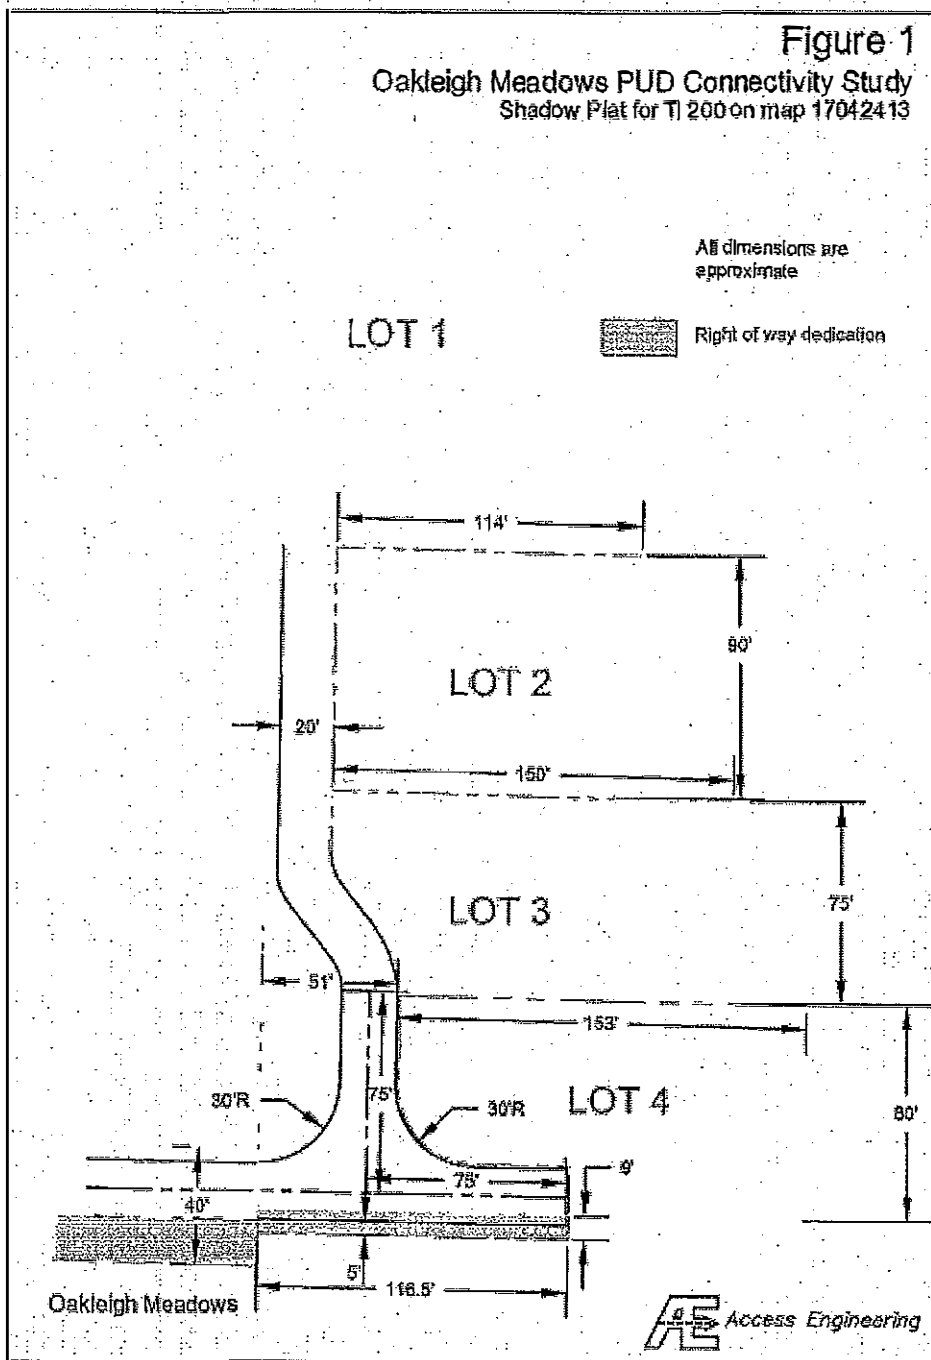 Figure 1
Oakleigh Meadows PUD Connectivity Study
Shadow Plat for Tl 200 on map 17042413
All dimensions are
approximate
LOT 1
Right of way dedication
114'
90'
LOT 2
20'
150'
75'
LOT 3
51'
153'
75'
30'R
30'R
LOT 4
80'
9'
75'
40'
5'
116.5'
Oakleigh Meadows
AE Access Engineering